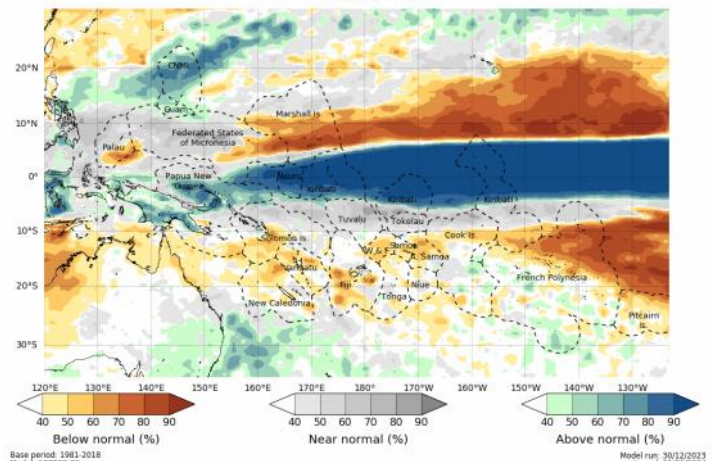 20°N
CNMI
Guam
10°N
Marshall Is
Federated States
of Micronesia
Palau
0°
Papua New
Guinea
Nauru
Kiribati
Kiribati
Kiribati
Tuvalu
Tokelau
10°S
Solomon Is
Cook Is
Samoa
W & F
A. Samoa
Vanuatu
Fiji
Niue
French Polynesia
20°S
New Caledonia
Tonga
Pitcairn
Is
30°S
120°E 130°E 140°E 150°E 160°E 170°E 180° 170°W 160°W 150°W 140°W 130°W
40 50 60 70 80 90
40 50 60 70 80 90
40 50 60 70 80 90
Below normal (%)
Near normal (%)
Above normal (%)
Base period: 1981-2018
Model run: 30/12/2023